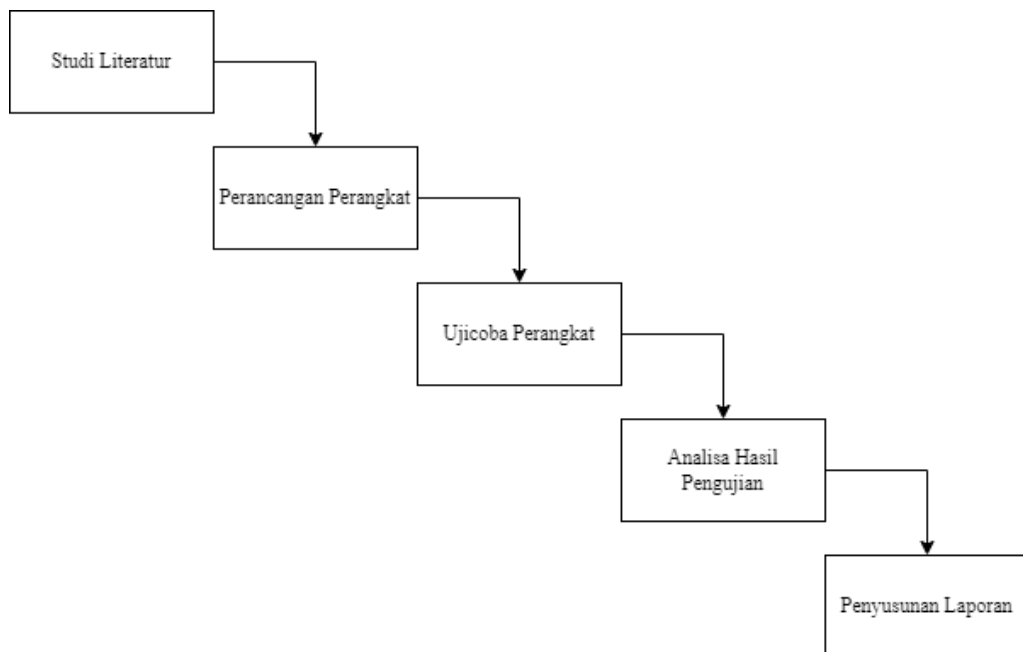 Studi Literatur
Perancangan Perangkat
Ujicoba Perangkat
Analisa Hasil
Pengujian
Penyusunan Laporan